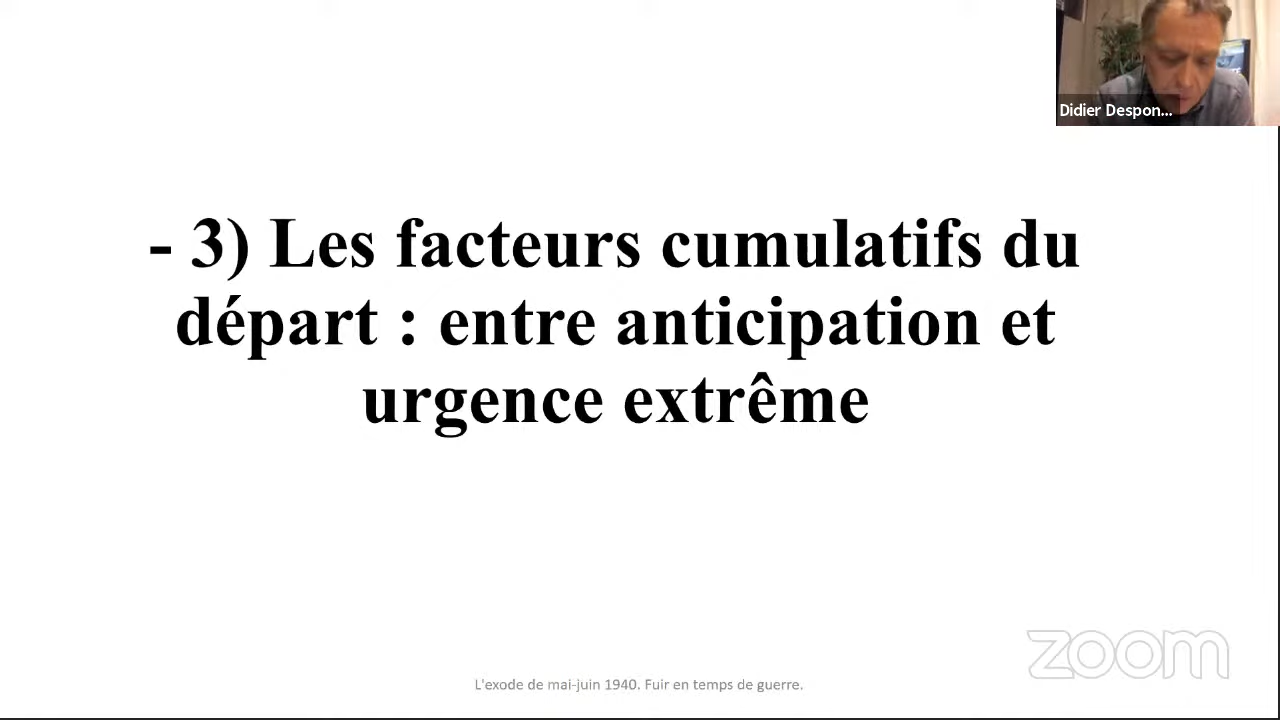 Didier Despon...
- 3) Les facteurs cumulatifs du
départ : entre anticipation et
urgence extrême
zoom
L'exode de mai-juin 1940. Fuir en temps de guerre.